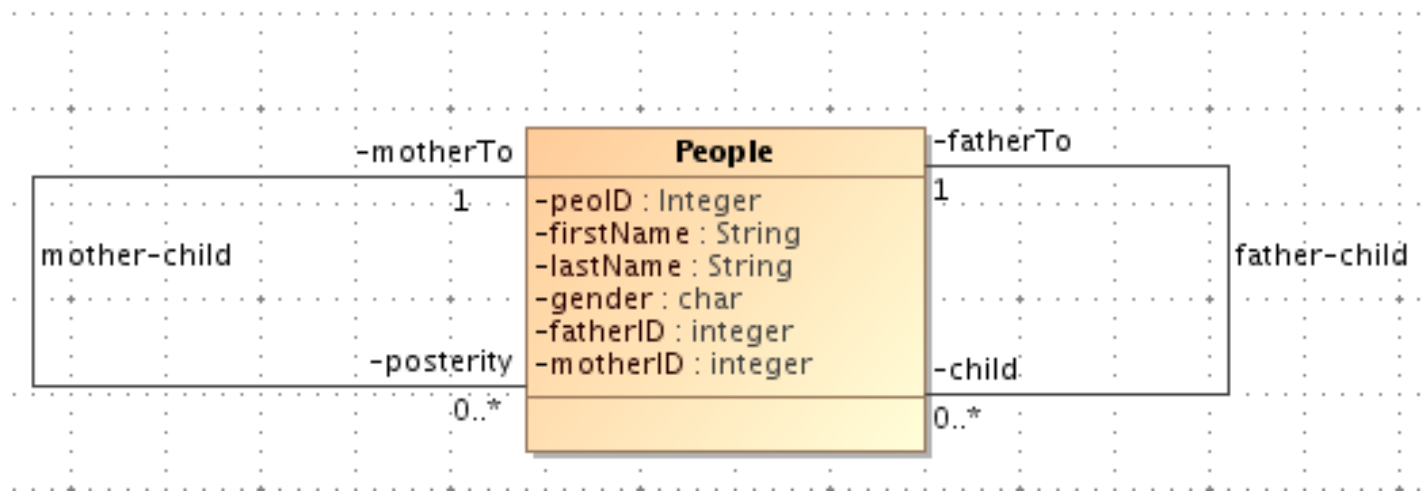 -motherTo
1
mother-child
-posterity
0..*
People
-peoID : Integer
-firstName : String
-lastName : String
-gender : char
-fatherID : integer
-motherID : integer
-fatherTo
1
father-child
-child
0..*